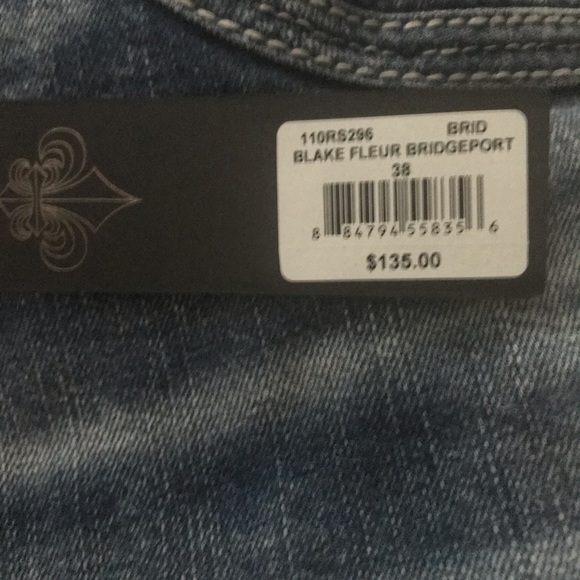 110RS296 BRID
BLAKE FLEUR BRIDGEPORT
38
8 84794 55835 6
$135.00